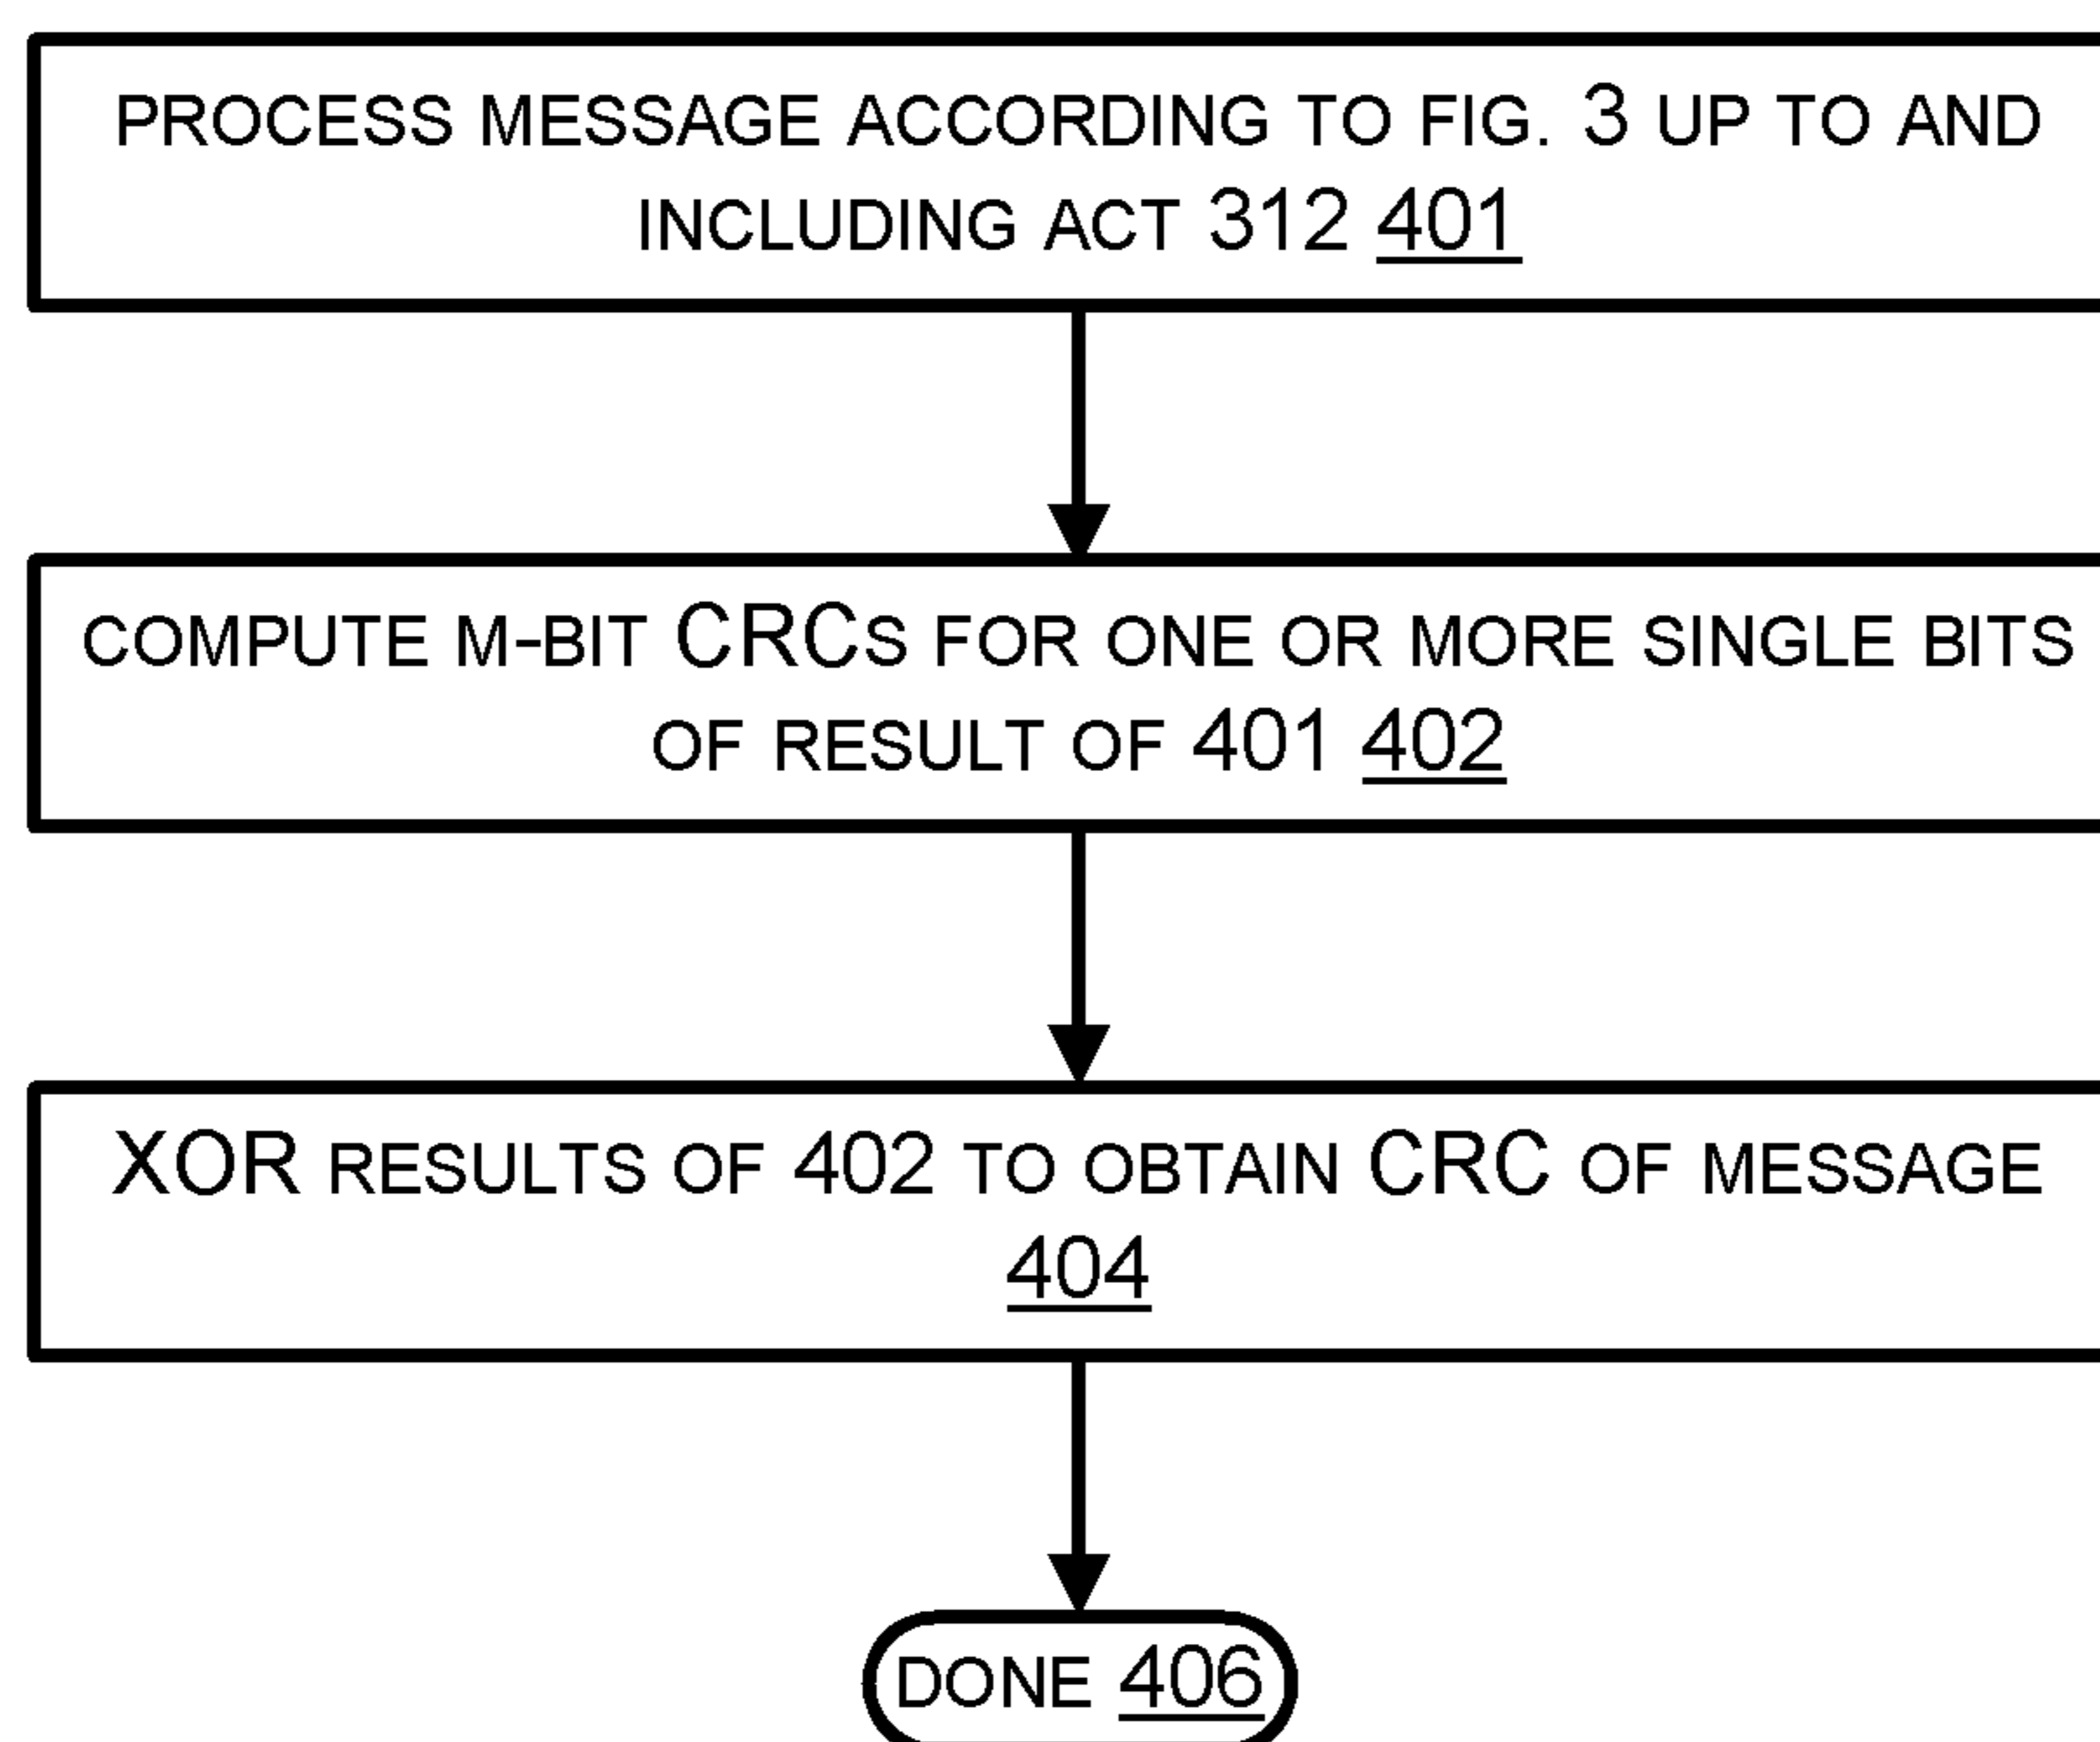 PROCESS MESSAGE ACCORDING TO FIG. 3 UP TO AND
INCLUDING ACT 312 401
COMPUTE M-BIT CRCS FOR ONE OR MORE SINGLE BITS
OF RESULT OF 401 402
XOR RESULTS OF 402 TO OBTAIN CRC OF MESSAGE
404
DONE 406